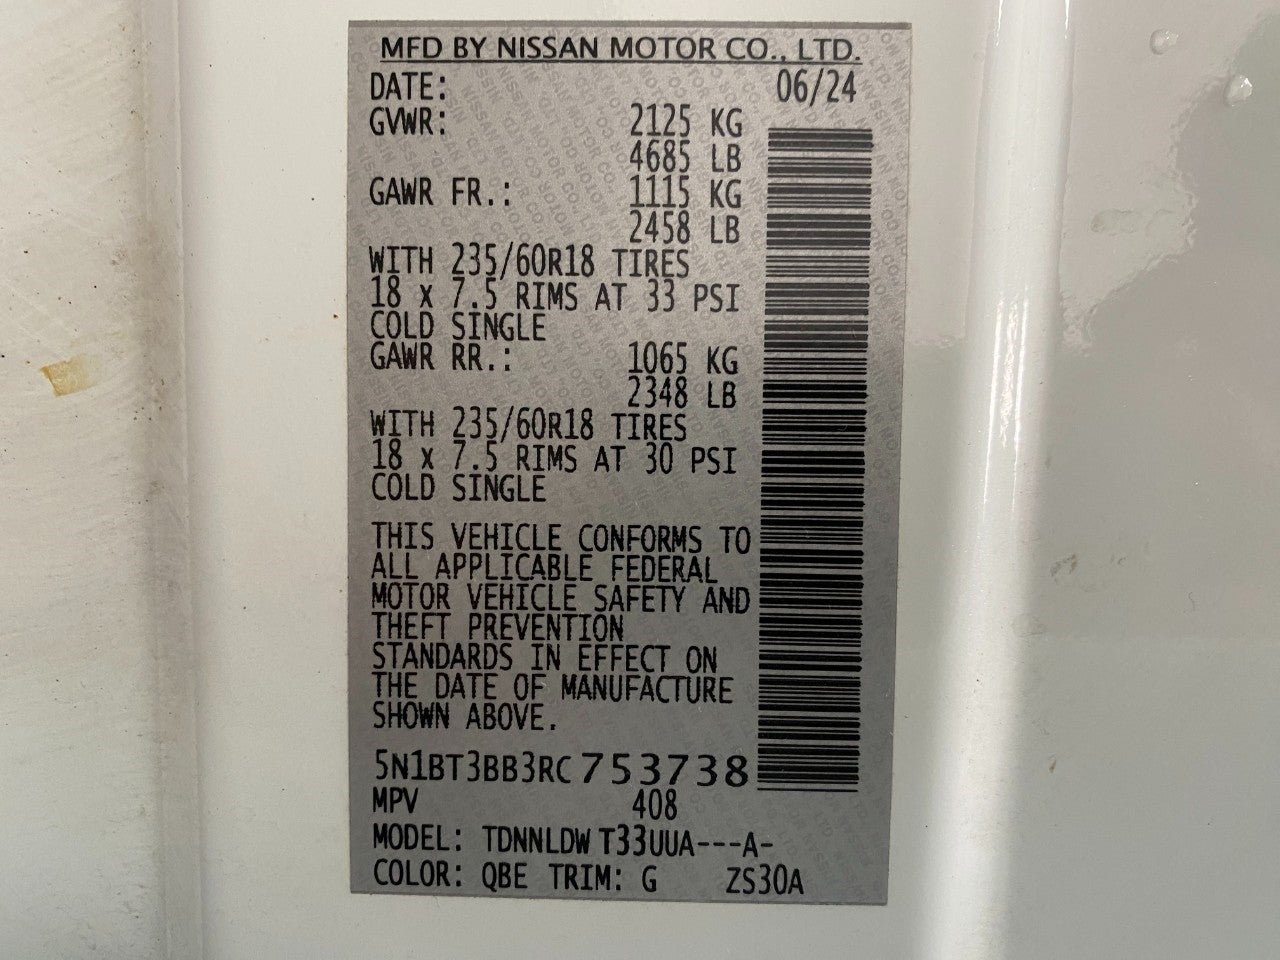 MFD BY NISSAN MOTOR CO., LTD.
DATE: 06/24
GVWR: 2125 KG
4685 LB
GAWR FR.: 1115 KG
2458 LB
WITH 235/60R18 TIRES
18 x 7.5 RIMS AT 33 PSI
COLD SINGLE
GAWR RR.: 1065 KG
2348 LB
WITH 235/60R18 TIRES
18 x 7.5 RIMS AT 30 PSI
COLD SINGLE
THIS VEHICLE CONFORMS TO
ALL APPLICABLE FEDERAL
MOTOR VEHICLE SAFETY AND
THEFT PREVENTION
STANDARDS IN EFFECT ON
THE DATE OF MANUFACTURE
SHOWN ABOVE.
5N1BT3BB3RC753738
MPV 408
MODEL: TDNNLDW T33UUA---A-
COLOR: QBE TRIM: G ZS30A